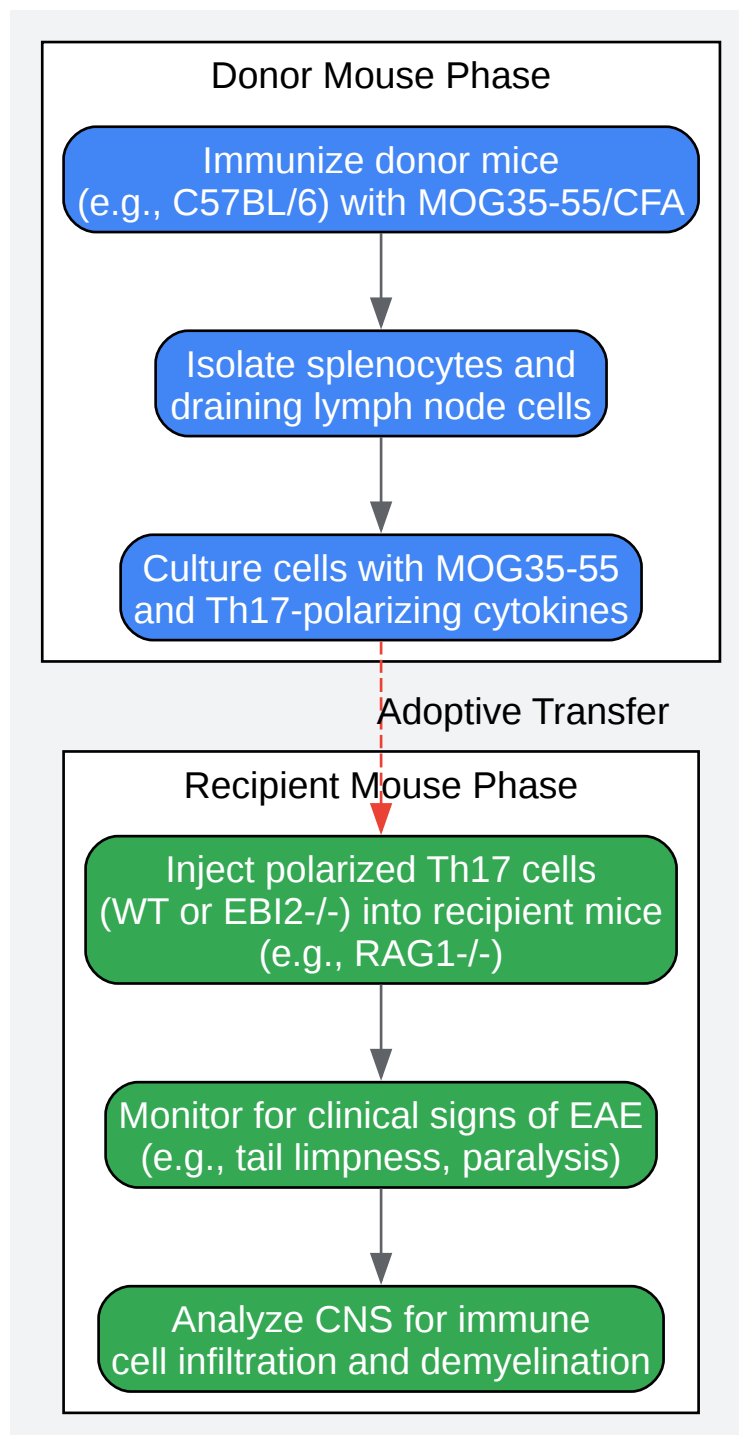 Donor Mouse Phase
Immunize donor mice
(e.g., C57BL/6) with MOG35-55/CFA
Isolate splenocytes and
draining lymph node cells
Culture cells with MOG35-55
and Th17-polarizing cytokines
Adoptive Transfer
Recipient Mouse Phase
Inject polarized Th17 cells
(WT or EBI2-/-) into recipient mice
(e.g., RAG1-/-)
Monitor for clinical signs of EAE
(e.g., tail limpness, paralysis)
Analyze CNS for immune
cell infiltration and demyelination